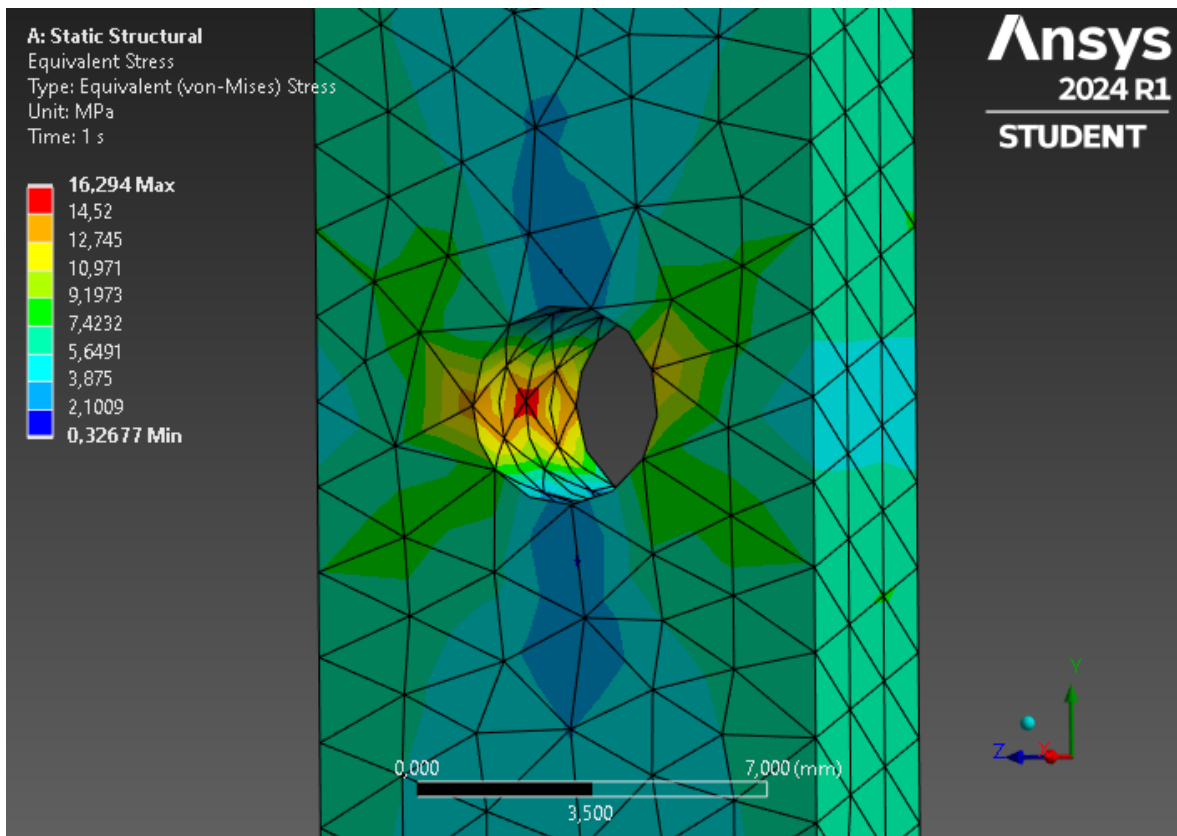 A: Static Structural
Equivalent Stress
Type: Equivalent (von-Mises) Stress
Unit: MPa
Time: 1 s
16,294 Max
14,52
12,745
10,971
9,1973
7,4232
5,6491
3,875
2,1009
0,32677 Min
Ansys
2024 R1
STUDENT
0,000
7,000 (mm)
3,500
Y
Z
X